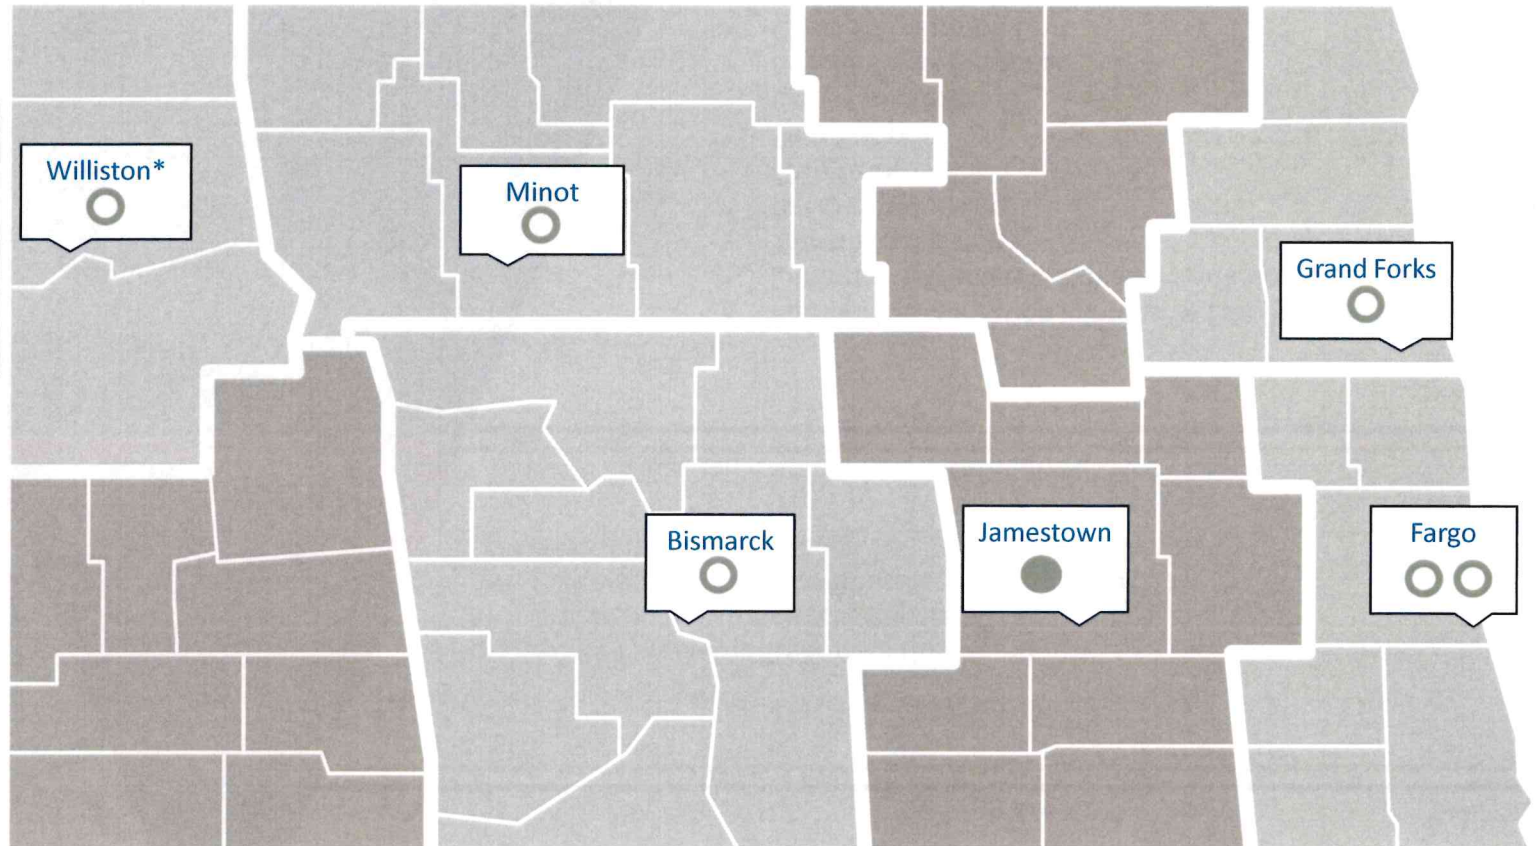 Williston*
Minot
Grand Forks
Bismarck
Jamestown
Fargo